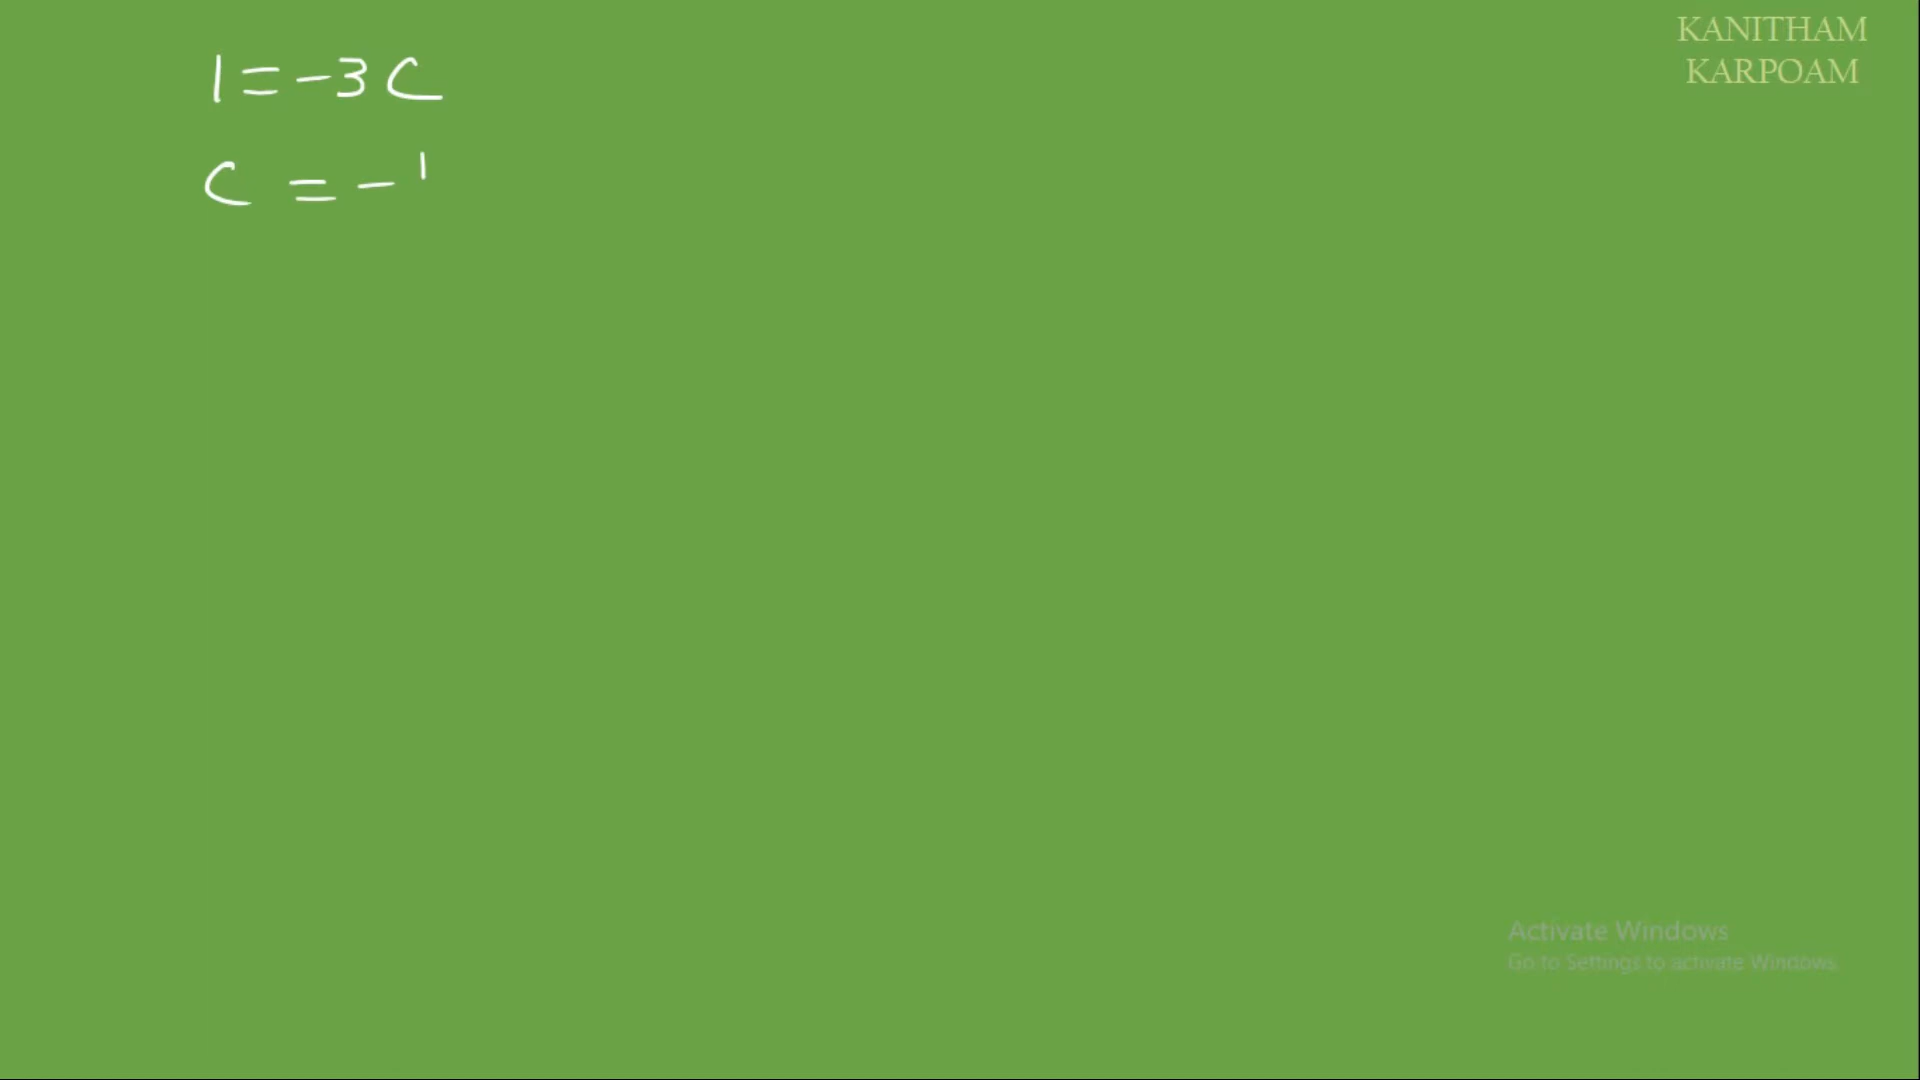 1 = -3C
C = -1
KANITHAM
KARPOAM
Activate Windows
Go to Settings to activate Windows.